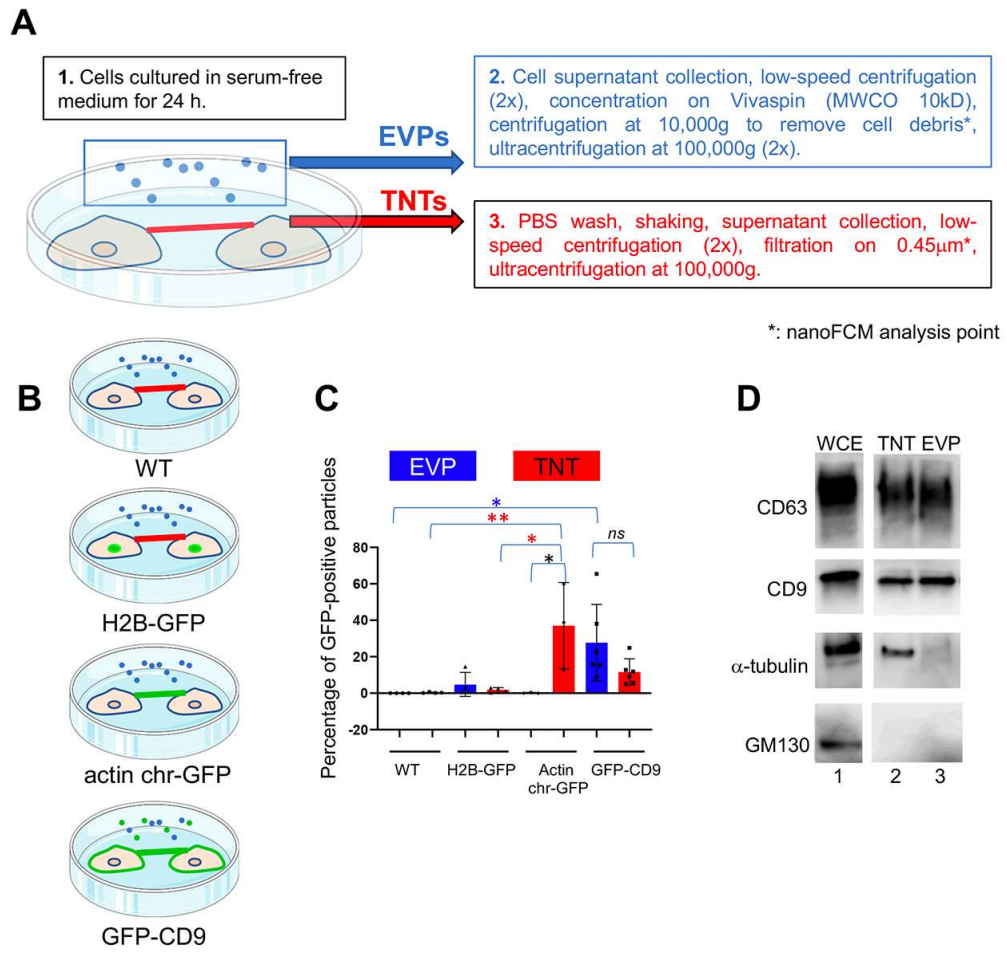 A
1. Cells cultured in serum-free
medium for 24 h.
EVPs
2. Cell supernatant collection, low-speed centrifugation
(2x), concentration on Vivaspin (MWCO 10kD),
centrifugation at 10,000g to remove cell debris*,
ultracentrifugation at 100,000g (2x).
TNTs
3. PBS wash, shaking, supernatant collection, low-
speed centrifugation (2x), filtration on 0.45μm*,
ultracentrifugation at 100,000g.
*: nanoFCM analysis point
B
WT
H2B-GFP
actin chr-GFP
GFP-CD9
C
EVP TNT
*
**
*
*
ns
Percentage of GFP-positive particles
80
60
40
20
0
-20
WT H2B-GFP Actin GFP-CD9
chr-GFP
D
WCE TNT EVP
CD63
CD9
α-tubulin
GM130
1 2 3